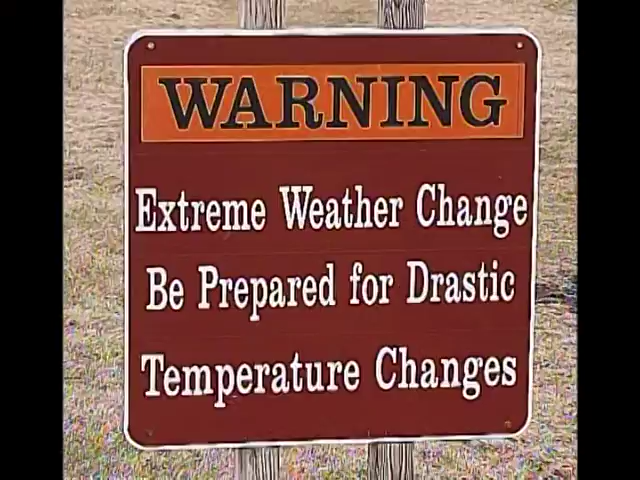 WARNING
Extreme Weather Change
Be Prepared for Drastic
Temperature Changes